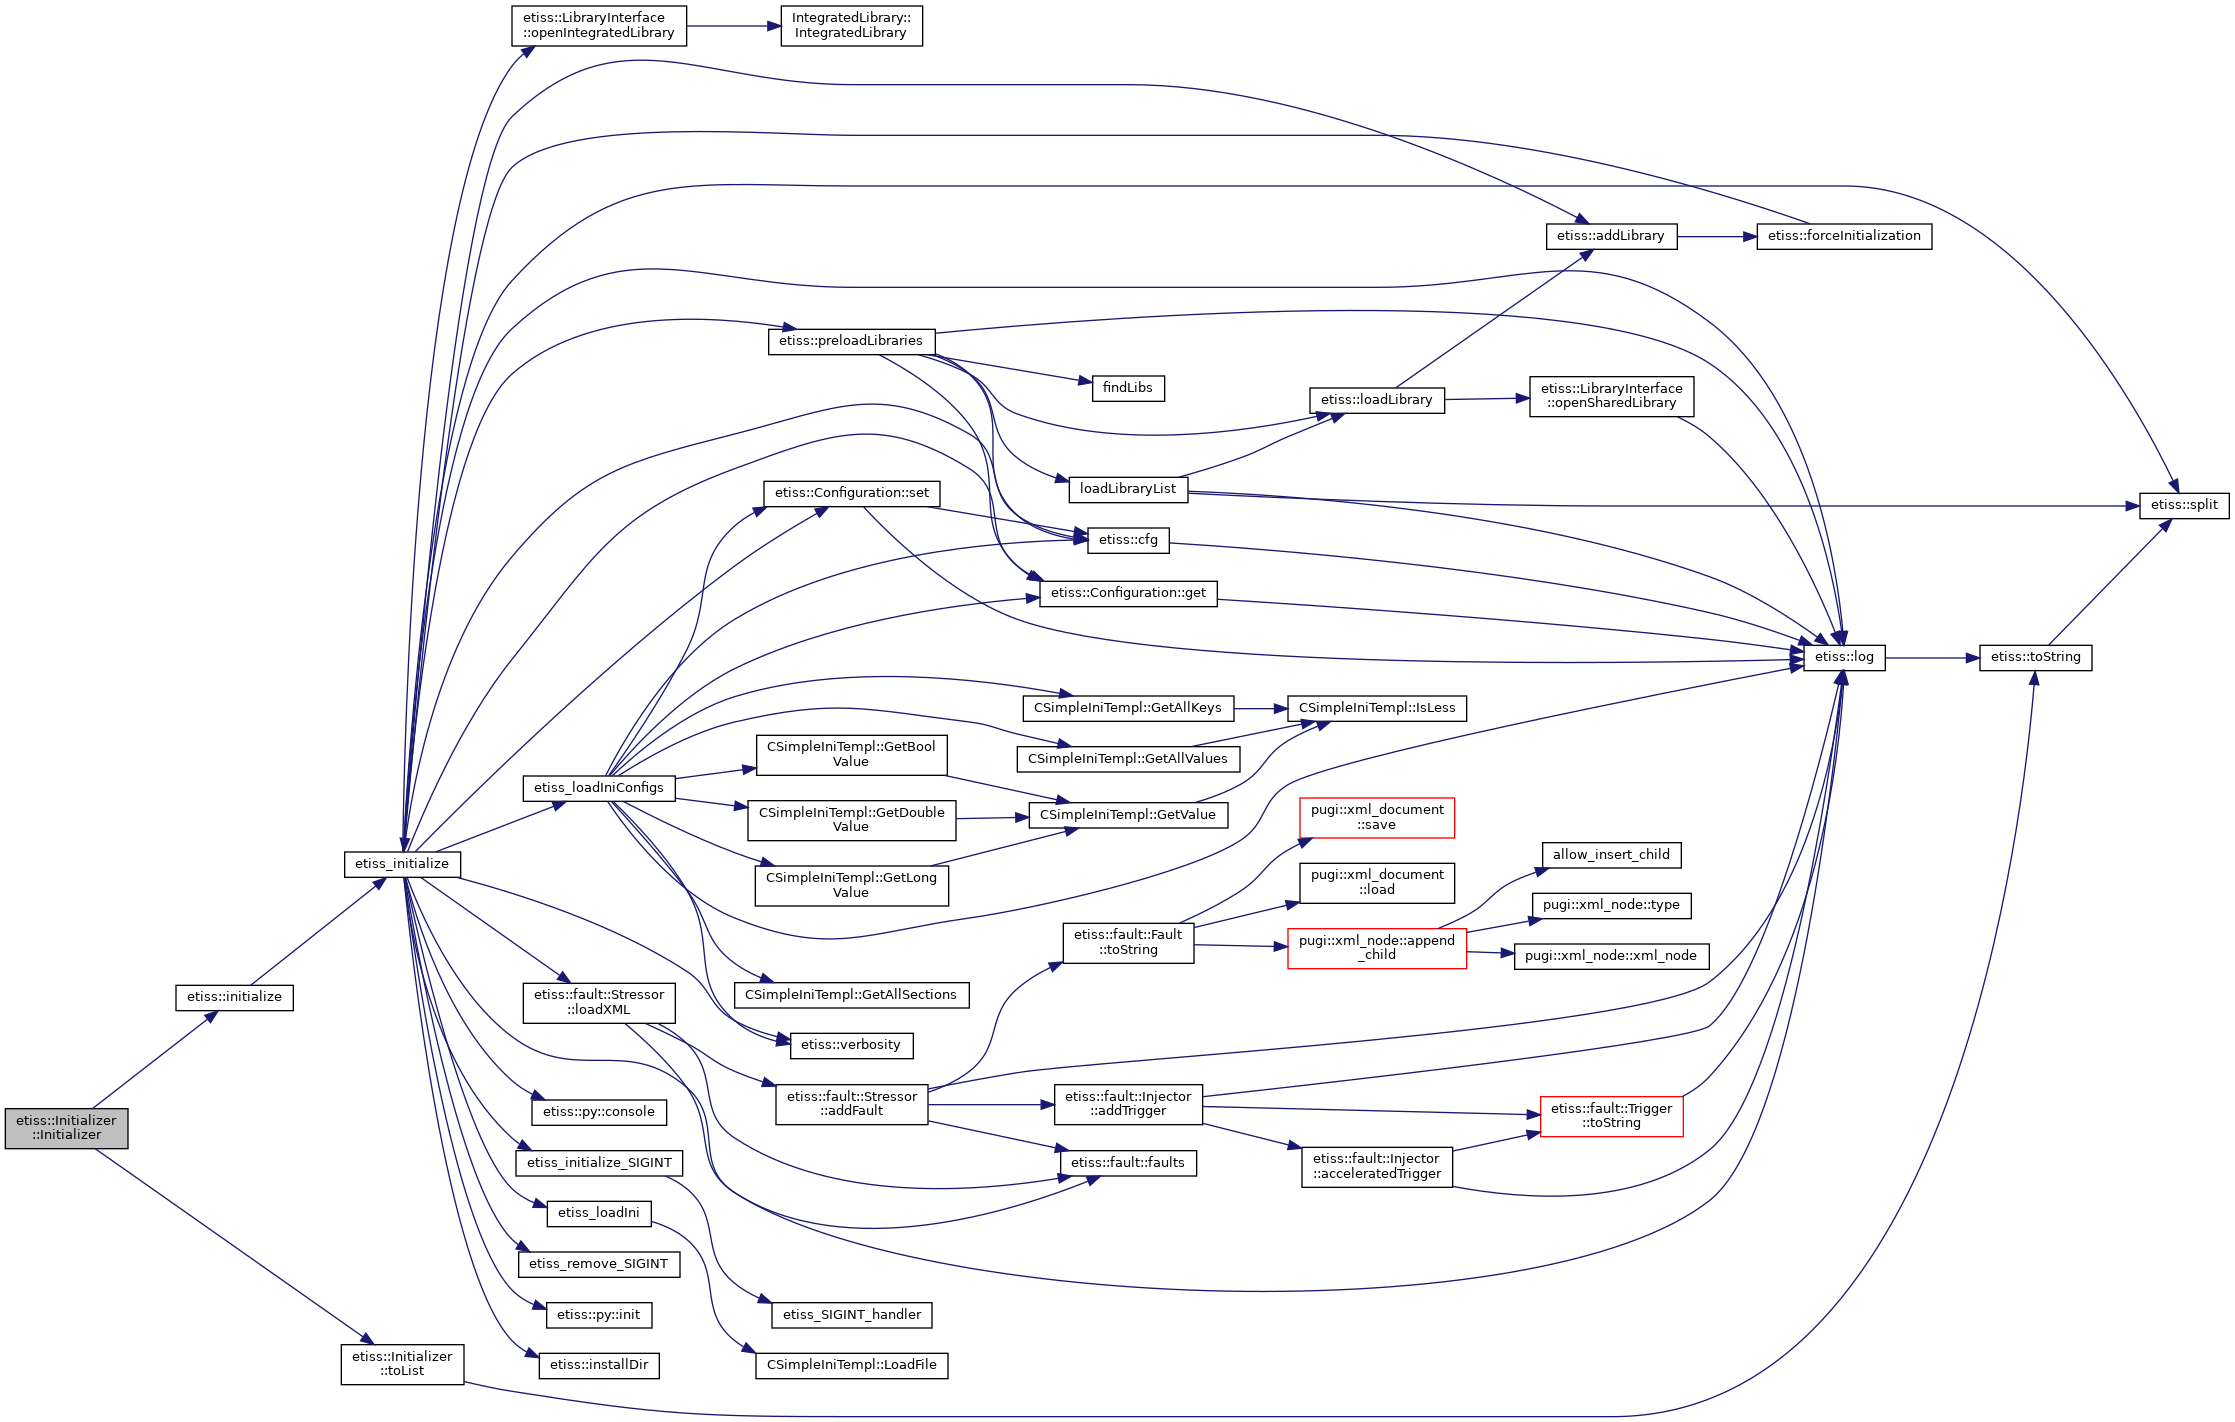 etiss::LibraryInterface
::openIntegratedLibrary
IntegratedLibrary::
IntegratedLibrary
etiss::addLibrary
etiss::forceInitialization
etiss::preloadLibraries
findLibs
etiss::loadLibrary
etiss::LibraryInterface
::openSharedLibrary
loadLibraryList
etiss::Configuration::set
etiss::split
etiss::cfg
etiss::Configuration::get
etiss::log
etiss::toString
CSimpleIniTempl::GetAllKeys
CSimpleIniTempl::IsLess
CSimpleIniTempl::GetBool
Value
CSimpleIniTempl::GetAllValues
etiss_loadIniConfigs
CSimpleIniTempl::GetDouble
Value
CSimpleIniTempl::GetValue
pugi::xml_document
::save
etiss_initialize
CSimpleIniTempl::GetLong
Value
pugi::xml_document
::load
allow_insert_child
pugi::xml_node::type
etiss::fault::Fault
::toString
pugi::xml_node::append
_child
pugi::xml_node::xml_node
etiss::initialize
etiss::fault::Stressor
::loadXML
CSimpleIniTempl::GetAllSections
etiss::verbosity
etiss::Initializer
::Initializer
etiss::py::console
etiss::fault::Stressor
::addFault
etiss::fault::Injector
::addTrigger
etiss::fault::Trigger
::toString
etiss_initialize_SIGINT
etiss::fault::faults
etiss::fault::Injector
::acceleratedTrigger
etiss_loadIni
etiss_remove_SIGINT
etiss::py::init
etiss_SIGINT_handler
etiss::Initializer
::toList
etiss::installDir
CSimpleIniTempl::LoadFile